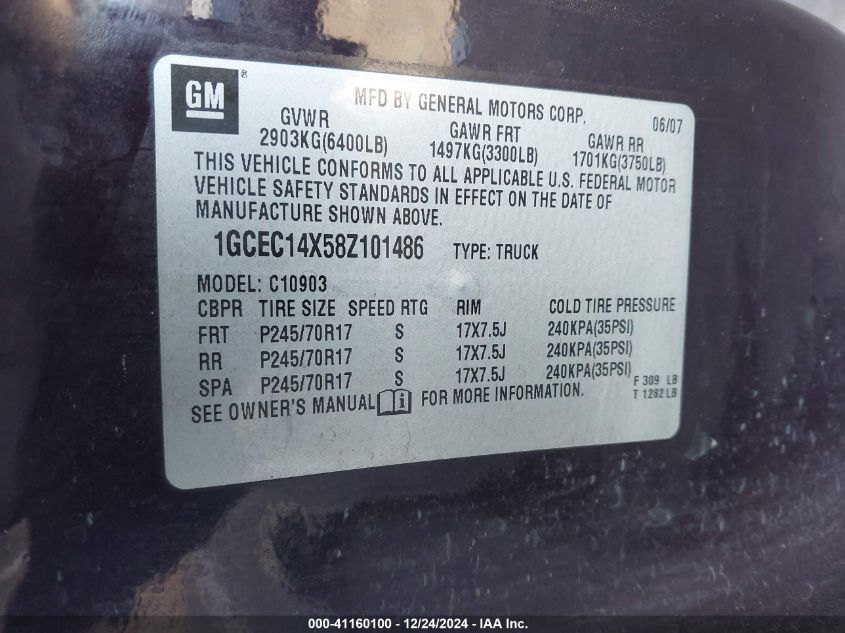 GM
MFD BY GENERAL MOTORS CORP. 06/07
GVWR GAWR FRT GAWR RR
2903KG(6400LB) 1497KG(3300LB) 1701KG(3750LB)
THIS VEHICLE CONFORMS TO ALL APPLICABLE U.S. FEDERAL MOTOR
VEHICLE SAFETY STANDARDS IN EFFECT ON THE DATE OF
MANUFACTURE SHOWN ABOVE.
1GCEC14X58Z101486 TYPE: TRUCK
MODEL: C10903
CBPR TIRE SIZE SPEED RTG RIM COLD TIRE PRESSURE
FRT P245/70R17 S 17X7.5J 240KPA(35PSI)
RR P245/70R17 S 17X7.5J 240KPA(35PSI)
SPA P245/70R17 S 17X7.5J 240KPA(35PSI)
F 309 LB
SEE OWNER'S MANUAL i FOR MORE INFORMATION. T 1282 LB
000-41160100 - 12/24/2024 - IAA Inc.